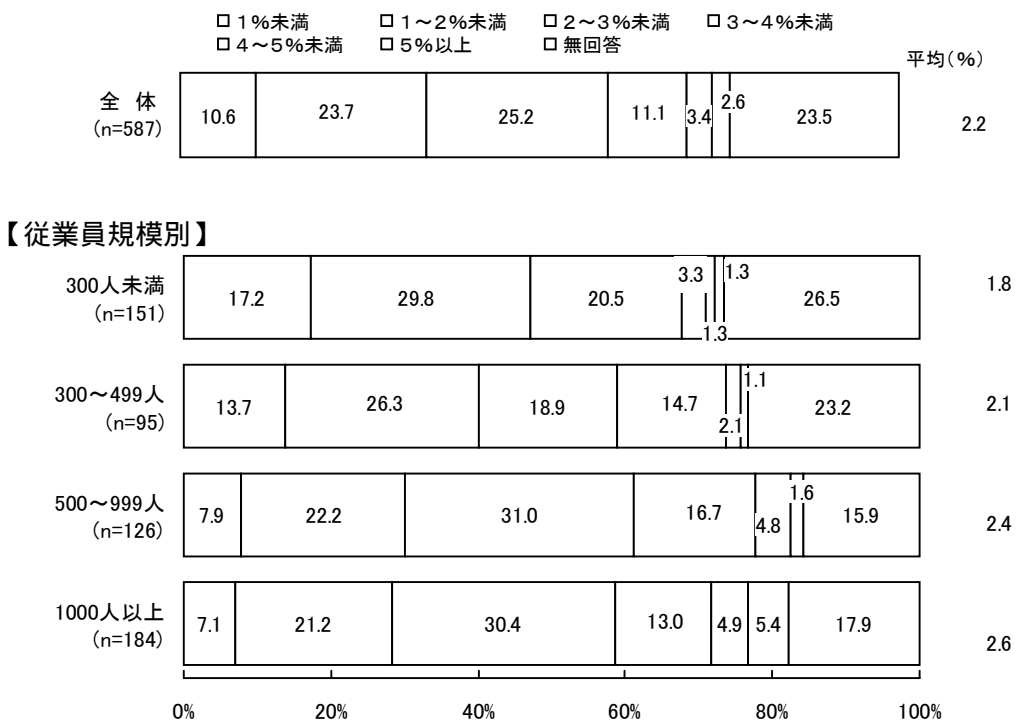 □ 1%未満 □ 1～2%未満 □ 2～3%未満 □ 3～4%未満
□ 4～5%未満 □ 5%以上 □ 無回答
平均(%)
全 体
(n=587)
10.6 23.7 25.2 11.1 3.4 2.6 23.5 2.2
【従業員規模別】
300人未満
(n=151)
17.2 29.8 20.5 3.3 1.3 1.3 26.5 1.8
300～499人
(n=95)
13.7 26.3 18.9 14.7 2.1 1.1 23.2 2.1
500～999人
(n=126)
7.9 22.2 31.0 16.7 4.8 1.6 15.9 2.4
1000人以上
(n=184)
7.1 21.2 30.4 13.0 4.9 5.4 17.9 2.6
0% 20% 40% 60% 80% 100%